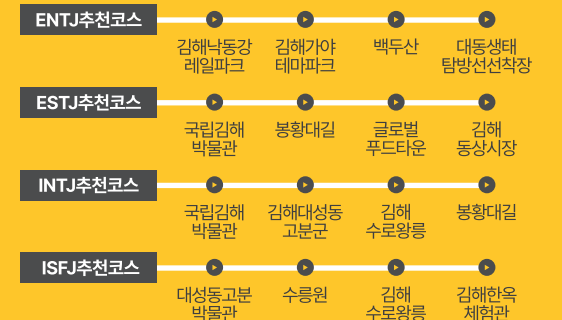 ENTJ추천코스
김해낙동강
레일파크
김해가야
테마파크
백두산
대동생태
탐방선선착장
ESTJ추천코스
국립김해
박물관
봉황대길
글로벌
푸드타운
김해
동상시장
INTJ추천코스
국립김해
박물관
김해대성동
고분군
김해
수로왕릉
봉황대길
ISFJ추천코스
대성동고분
박물관
수릉원
김해
수로왕릉
김해한옥
체험관